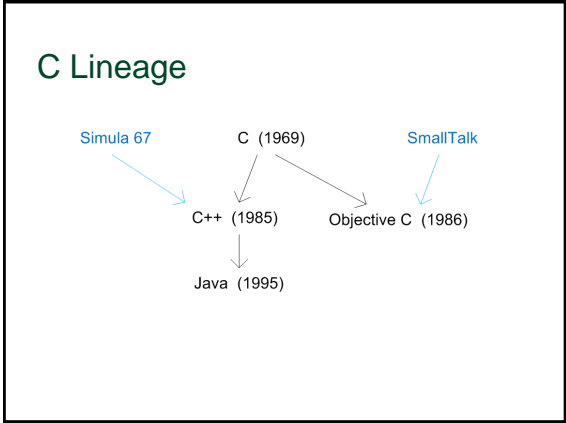 C Lineage
Simula 67
C (1969)
SmallTalk
C++ (1985)
Objective C (1986)
Java (1995)